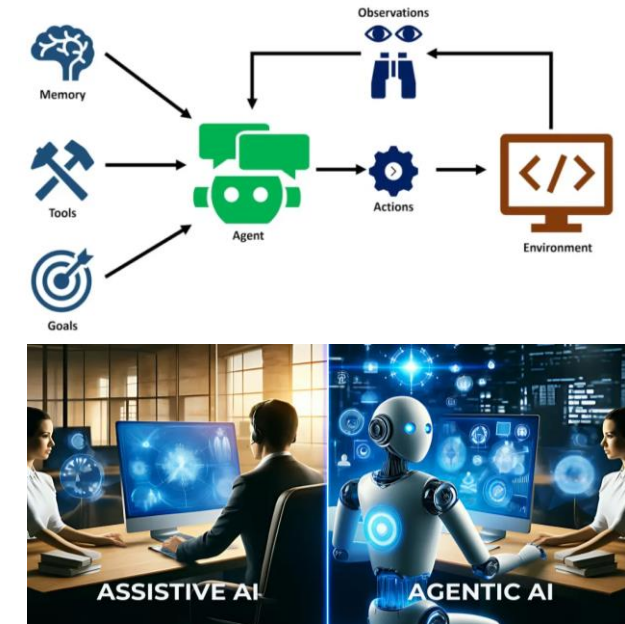 Observations
Memory
Tools
Agent
Actions
</>
Environment
Goals
ASSISTIVE AI
AGENTIC AI